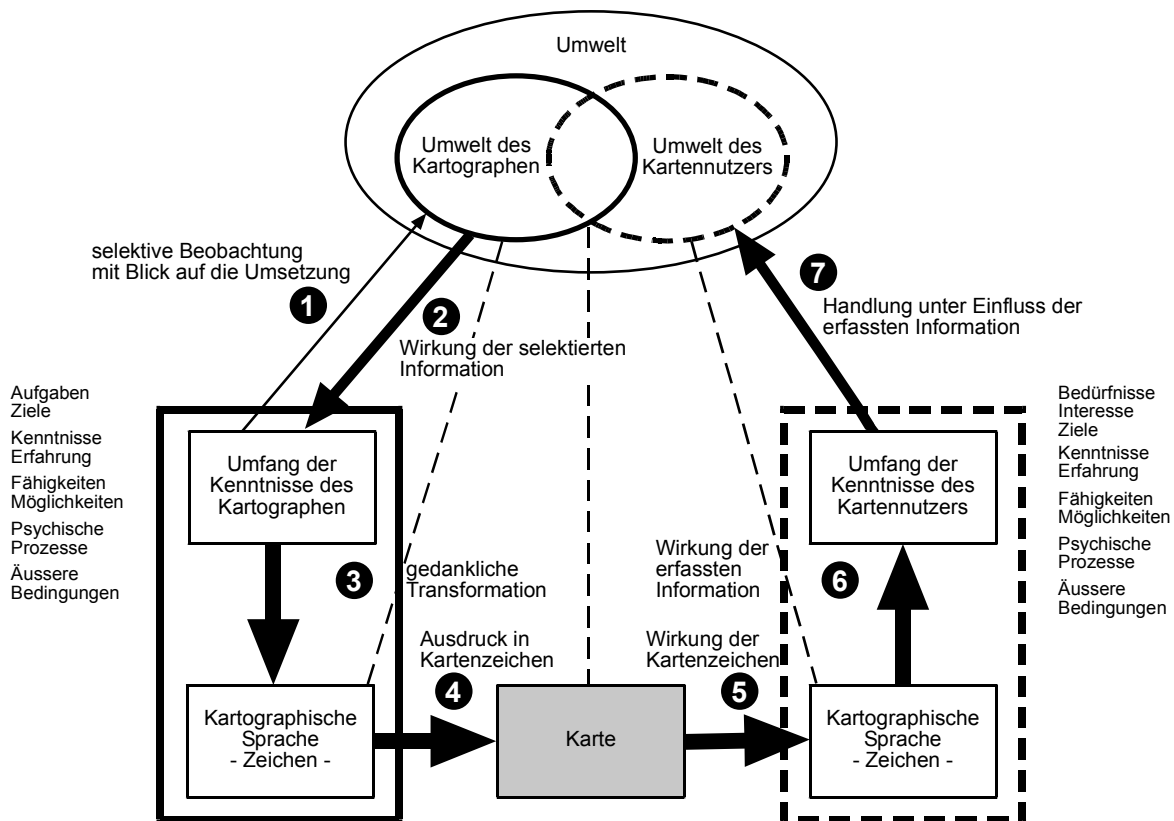 Umwelt
Umwelt des
Kartographen
Umwelt des
Kartennutzers
selektive Beobachtung
mit Blick auf die Umsetzung
1
2
Wirkung der selektierten
Information
7
Handlung unter Einfluss der
erfassten Information
Aufgaben
Ziele
Kenntnisse
Erfahrung
Fähigkeiten
Möglichkeiten
Psychische
Prozesse
Äussere
Bedingungen
Umfang der
Kenntnisse des
Kartographen
3
gedankliche
Transformation
Kartographische
Sprache
- Zeichen -
Ausdruck in
Kartenzeichen
4
Karte
Wirkung der
Kartenzeichen
5
Kartographische
Sprache
- Zeichen -
Wirkung der
erfassten
Information
6
Umfang der
Kenntnisse des
Kartennutzers
Bedürfnisse
Interesse
Ziele
Kenntnisse
Erfahrung
Fähigkeiten
Möglichkeiten
Psychische
Prozesse
Äussere
Bedingungen